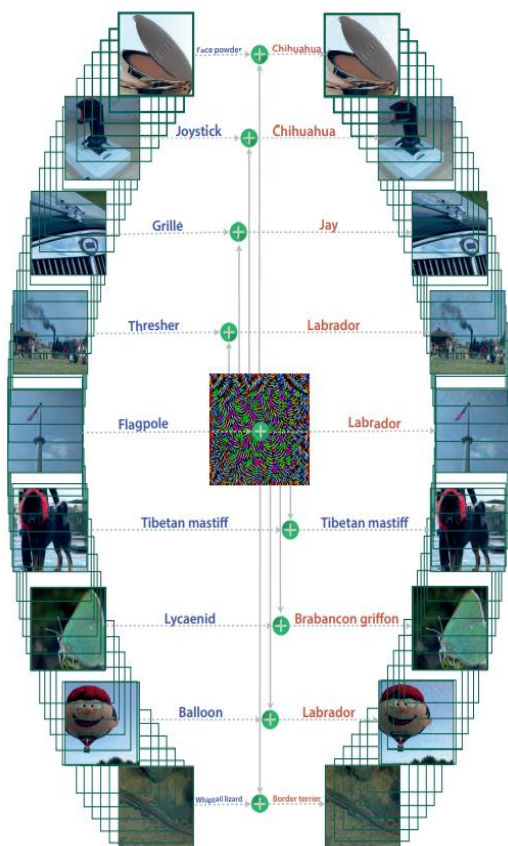 Face powder Chihuahua
Joystick Chihuahua
Grille Jay
Thresher Labrador
Flagpole Labrador
Tibetan mastiff Tibetan mastiff
Lycaenid Brabancon griffon
Balloon Labrador
Whiptail lizard Border terrier